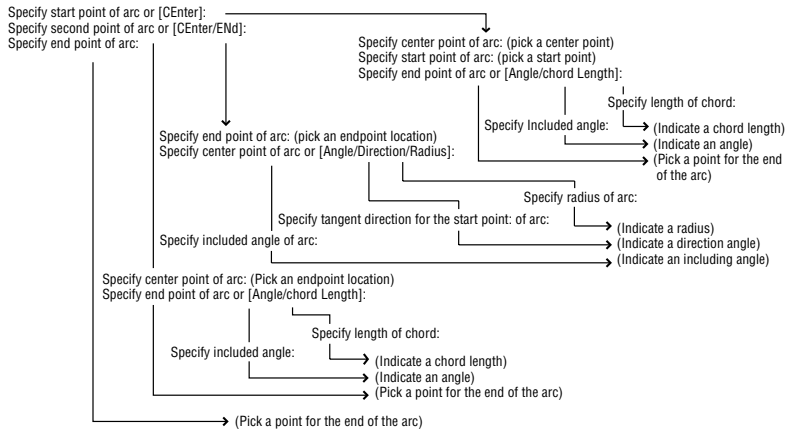 Specify start point of arc or [CEnter]:
Specify second point of arc or [CEnter/ENd]:
Specify end point of arc:
Specify center point of arc: (pick a center point)
Specify start point of arc: (pick a start point)
Specify end point of arc or [Angle/chord Length]:
Specify length of chord:
Specify Included angle:
(Indicate a chord length)
(Indicate an angle)
(Pick a point for the end
of the arc)
Specify end point of arc: (pick an endpoint location)
Specify center point of arc or [Angle/Direction/Radius]:
Specify radius of arc:
Specify tangent direction for the start point: of arc:
Specify included angle of arc:
(Indicate a radius)
(Indicate a direction angle)
(Indicate an including angle)
Specify center point of arc: (Pick an endpoint location)
Specify end point of arc or [Angle/chord Length]:
Specify length of chord:
Specify included angle:
(Indicate a chord length)
(Indicate an angle)
(Pick a point for the end of the arc)
(Pick a point for the end of the arc)